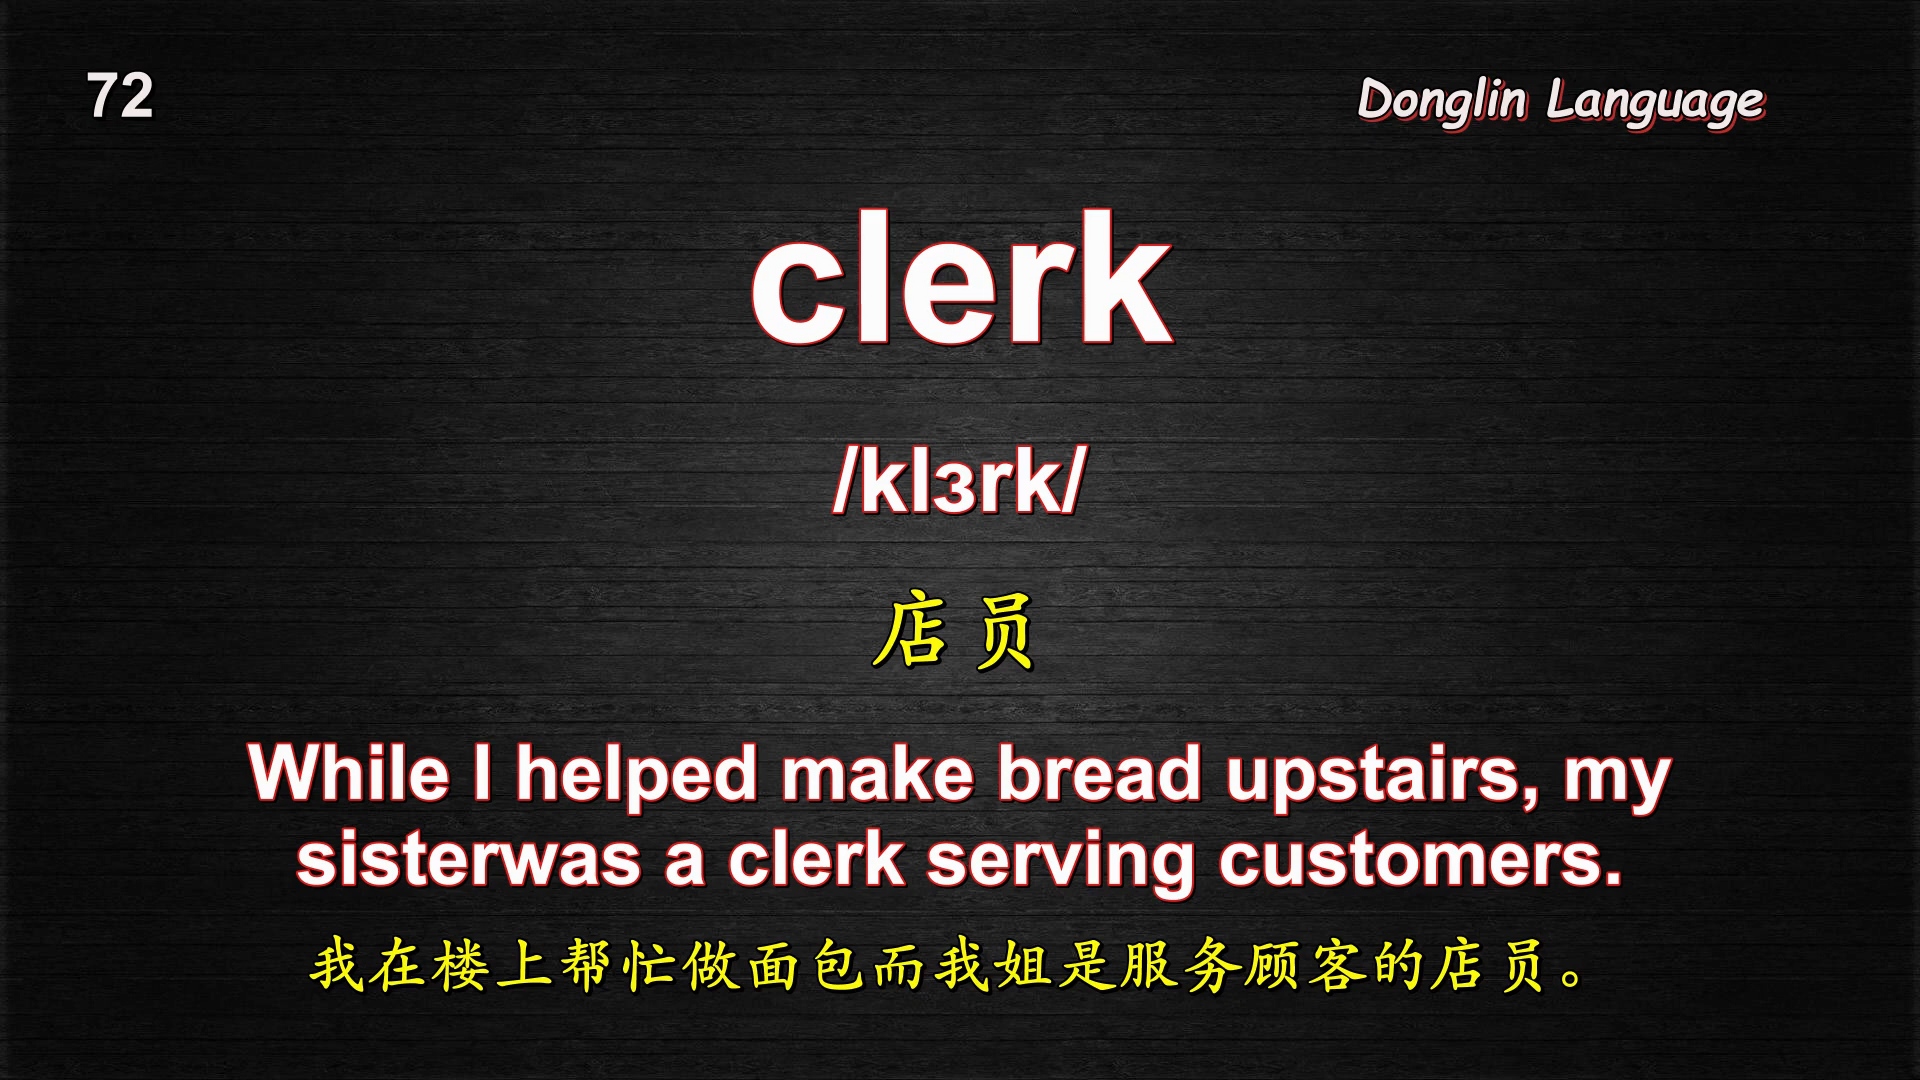 72
Donglin Language
clerk
/klɜrk/
店员
While I helped make bread upstairs, my
sisterwas a clerk serving customers.
我在楼上帮忙做面包而我姐是服务顾客的店员。